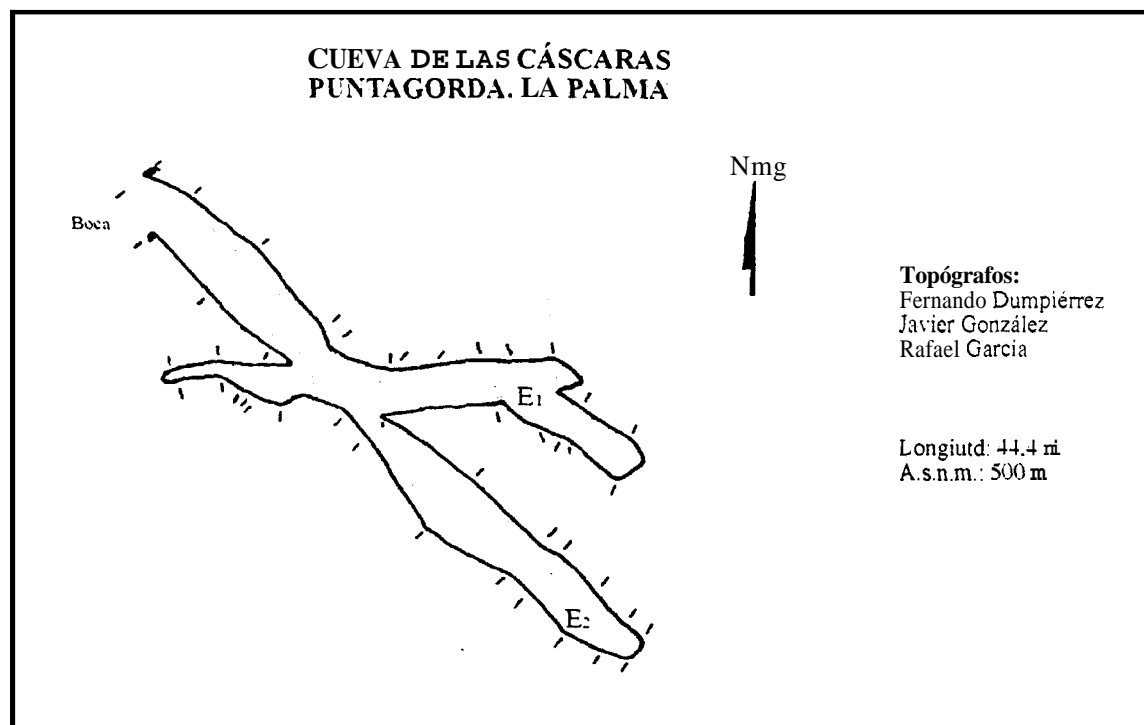 CUEVA DE LAS CÁSCARAS
PUNTAGORDA. LA PALMA
Nmg
Boca
Topógrafos:
Fernando Dumpiérrez
Javier González
Rafael Garcia
E1
Longiutd: 44.4 m
A.s.n.m.: 500 m
E2